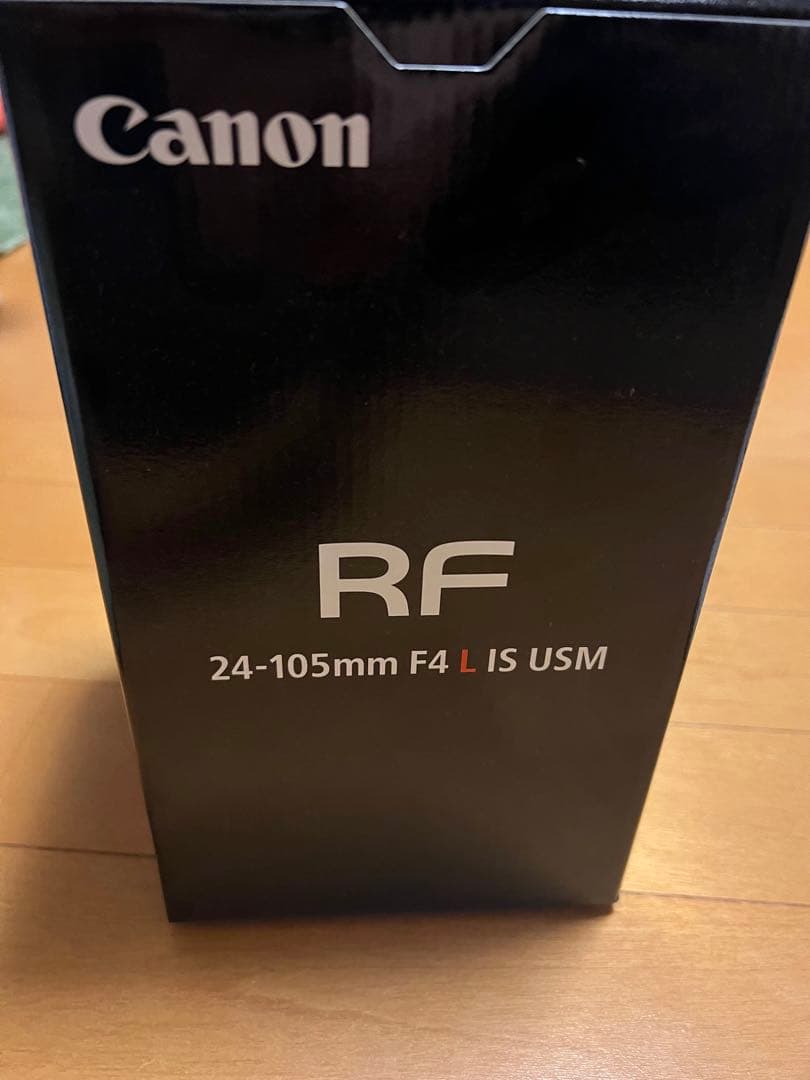 Canon
RF
24-105mm F4 L IS USM